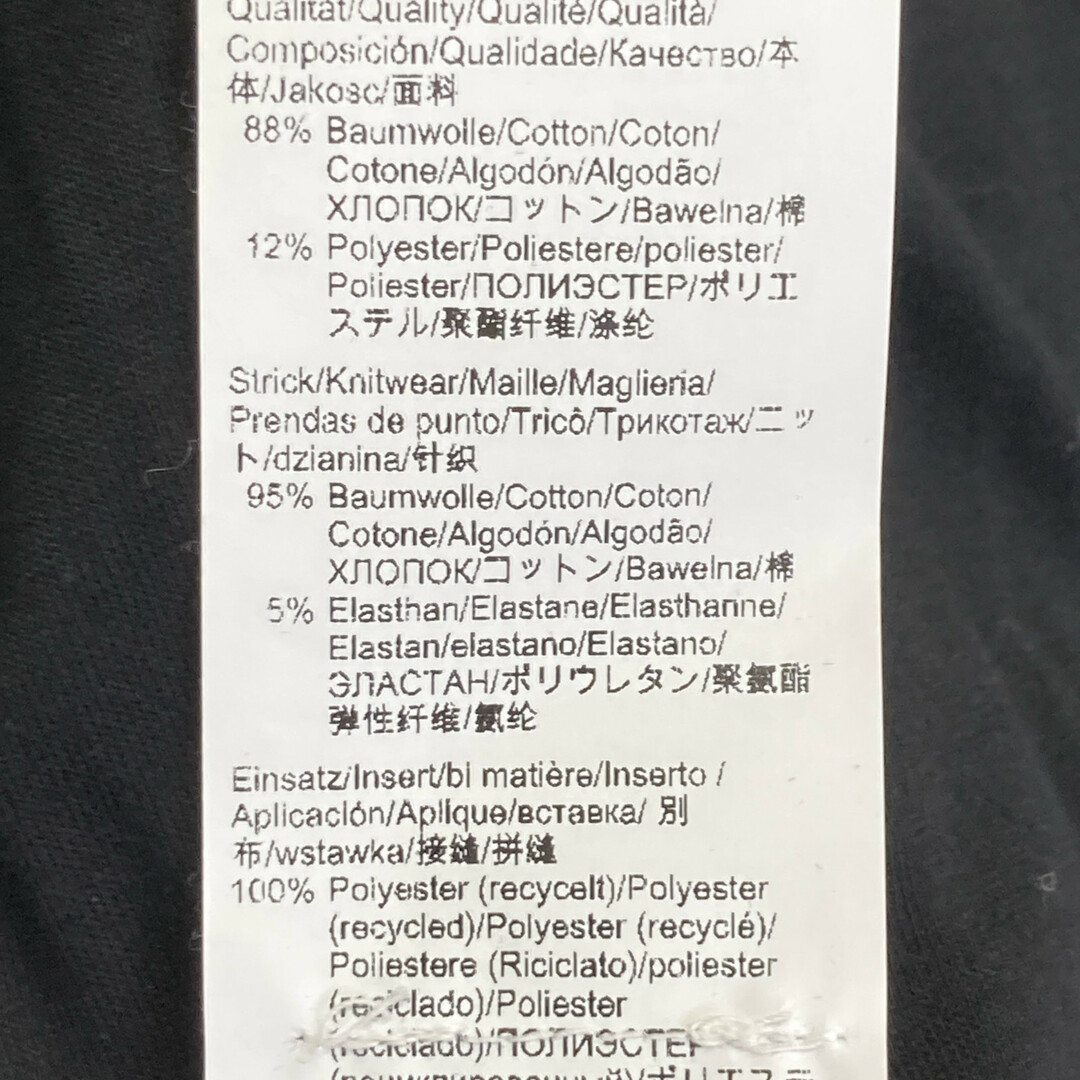 Qualität/Quality/Qualité/Qualità/
Composición/Qualidade/Качество/本
体/Jakosc/面料
88% Baumwolle/Cotton/Coton/
Cotone/Algodón/Algodão/
ХЛОПОК/コットン/Bawelna/棉
12% Polyester/Poliestere/poliester/
Poliester/ПОЛИЭСТЕР/ポリエ
ステル/聚酯纤维/涤纶
Strick/Knitwear/Maille/Maglieria/
Prendas de punto/Tricô/Трикотаж/ニッ
ト/dzianina/针织
95% Baumwolle/Cotton/Coton/
Cotone/Algodón/Algodão/
ХЛОПОК/コットン/Bawelna/棉
5% Elasthan/Elastane/Elasthanne/
Elastan/elastano/Elastano/
ЭЛАСТАН/ポリウレタン/聚氨酯
弹性纤维/氨纶
Einsatz/Insert/bi matière/Inserto /
Aplicación/Aplique/вставка/ 別
布/wstawka/接缝/拼缝
100% Polyester (recycelt)/Polyester
(recycled)/Polyester (recyclé)/
Poliestere (Riciclato)/poliester
(reciclado)/Poliester
(reciclado)/ПОЛИЭСТЕР